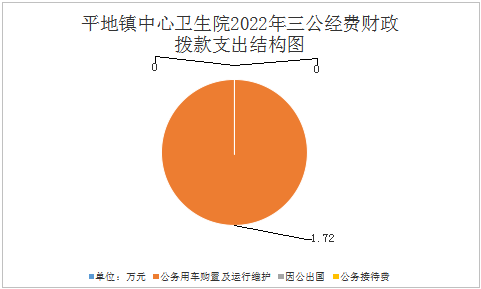 平地镇中心卫生院2022年三公经费财政
拨款支出结构图
0
0
1.72
单位：万元 公务用车购置及运行维护 因公出国 公务接待费